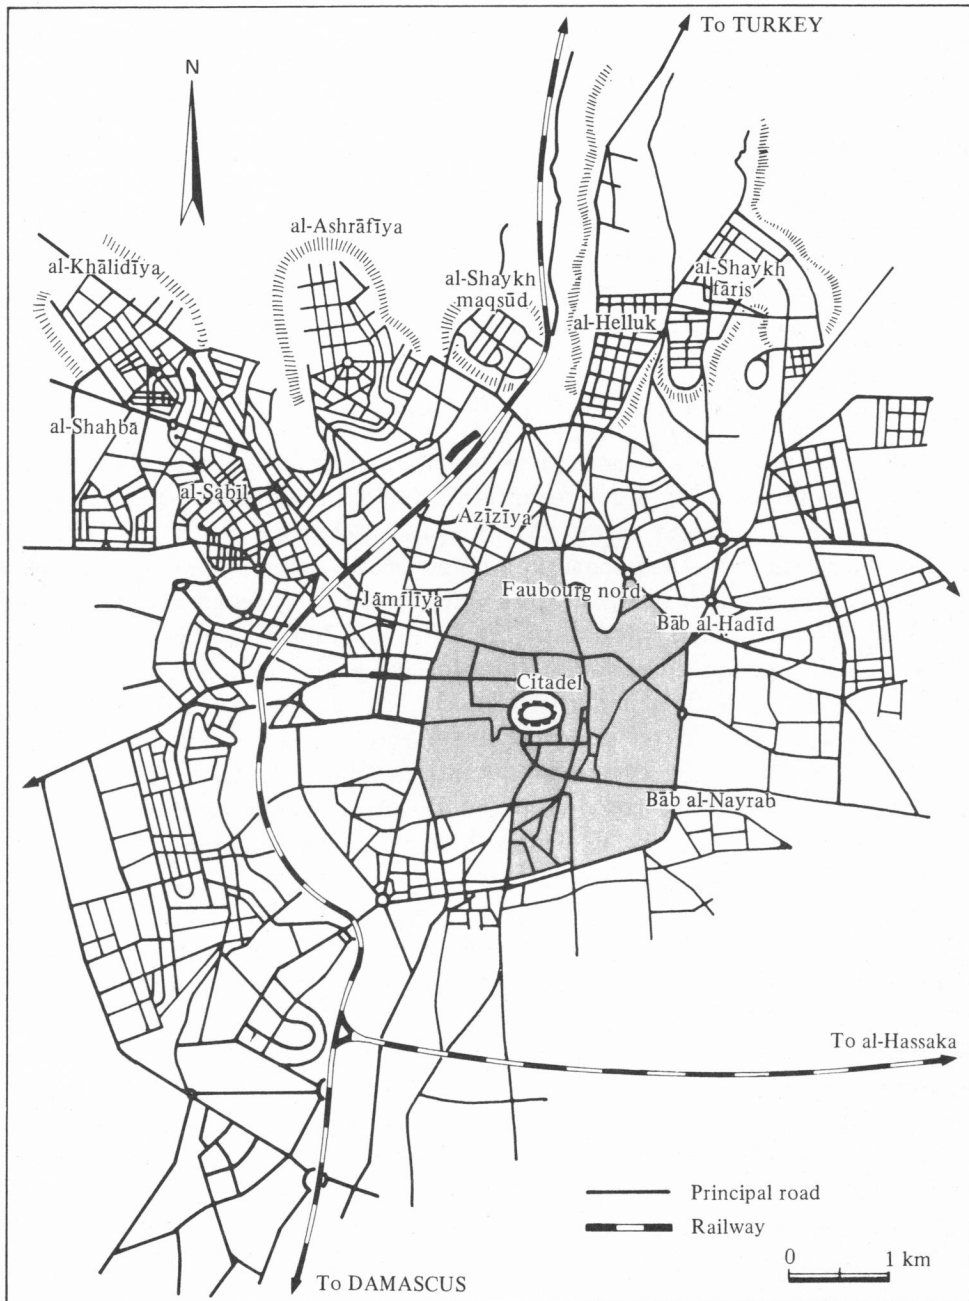 To TURKEY
N
al-Ashrāfīya
al-Khālidīya
al-Shaykh
maqsūd
al-Shaykh
fāris
al-Helluk
al-Shahbā
al-Sabīl
Azīzīya
Faubourg nord
Jāmīlīya
Bāb al-Ḥadīd
Citadel
Bāb al-Nayrab
To al-Hassaka
Principal road
Railway
0 1 km
To DAMASCUS